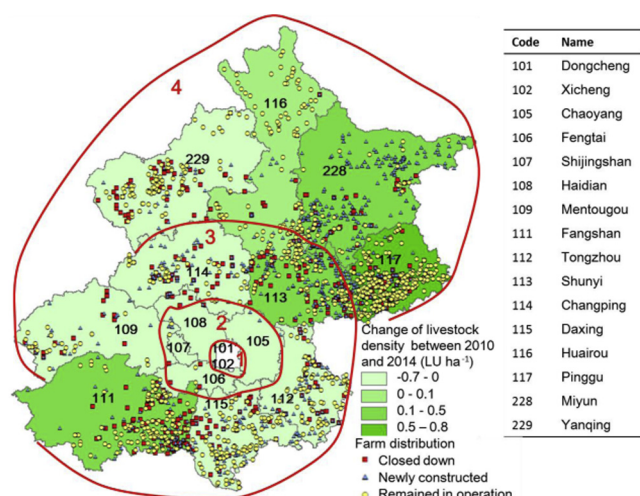 4
116
229
228
3
114
117
113
2
109
108
107
105
101
102
106
111
115
112
Change of livestock
density between 2010
and 2014 (LU ha⁻¹)
-0.7 - 0
0 - 0.1
0.1 - 0.5
0.5 – 0.8
Farm distribution
Closed down
Newly constructed
Remained in operation
Code Name
101 Dongcheng
102 Xicheng
105 Chaoyang
106 Fengtai
107 Shijingshan
108 Haidian
109 Mentougou
111 Fangshan
112 Tongzhou
113 Shunyi
114 Changping
115 Daxing
116 Huairou
117 Pinggu
228 Miyun
229 Yanqing